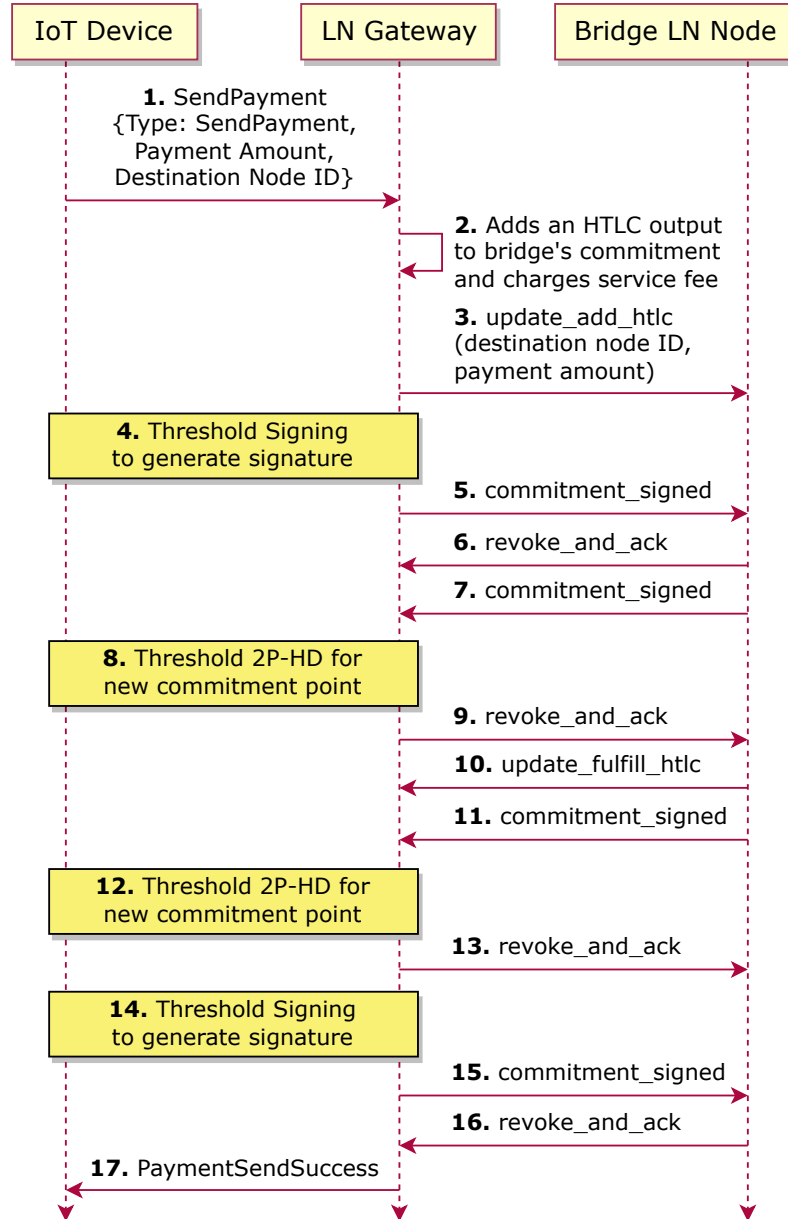 IoT Device
LN Gateway
Bridge LN Node
1. SendPayment
{Type: SendPayment,
Payment Amount,
Destination Node ID}
2. Adds an HTLC output
to bridge's commitment
and charges service fee
3. update_add_htlc
(destination node ID,
payment amount)
4. Threshold Signing
to generate signature
5. commitment_signed
6. revoke_and_ack
7. commitment_signed
8. Threshold 2P-HD for
new commitment point
9. revoke_and_ack
10. update_fulfill_htlc
11. commitment_signed
12. Threshold 2P-HD for
new commitment point
13. revoke_and_ack
14. Threshold Signing
to generate signature
15. commitment_signed
16. revoke_and_ack
17. PaymentSendSuccess